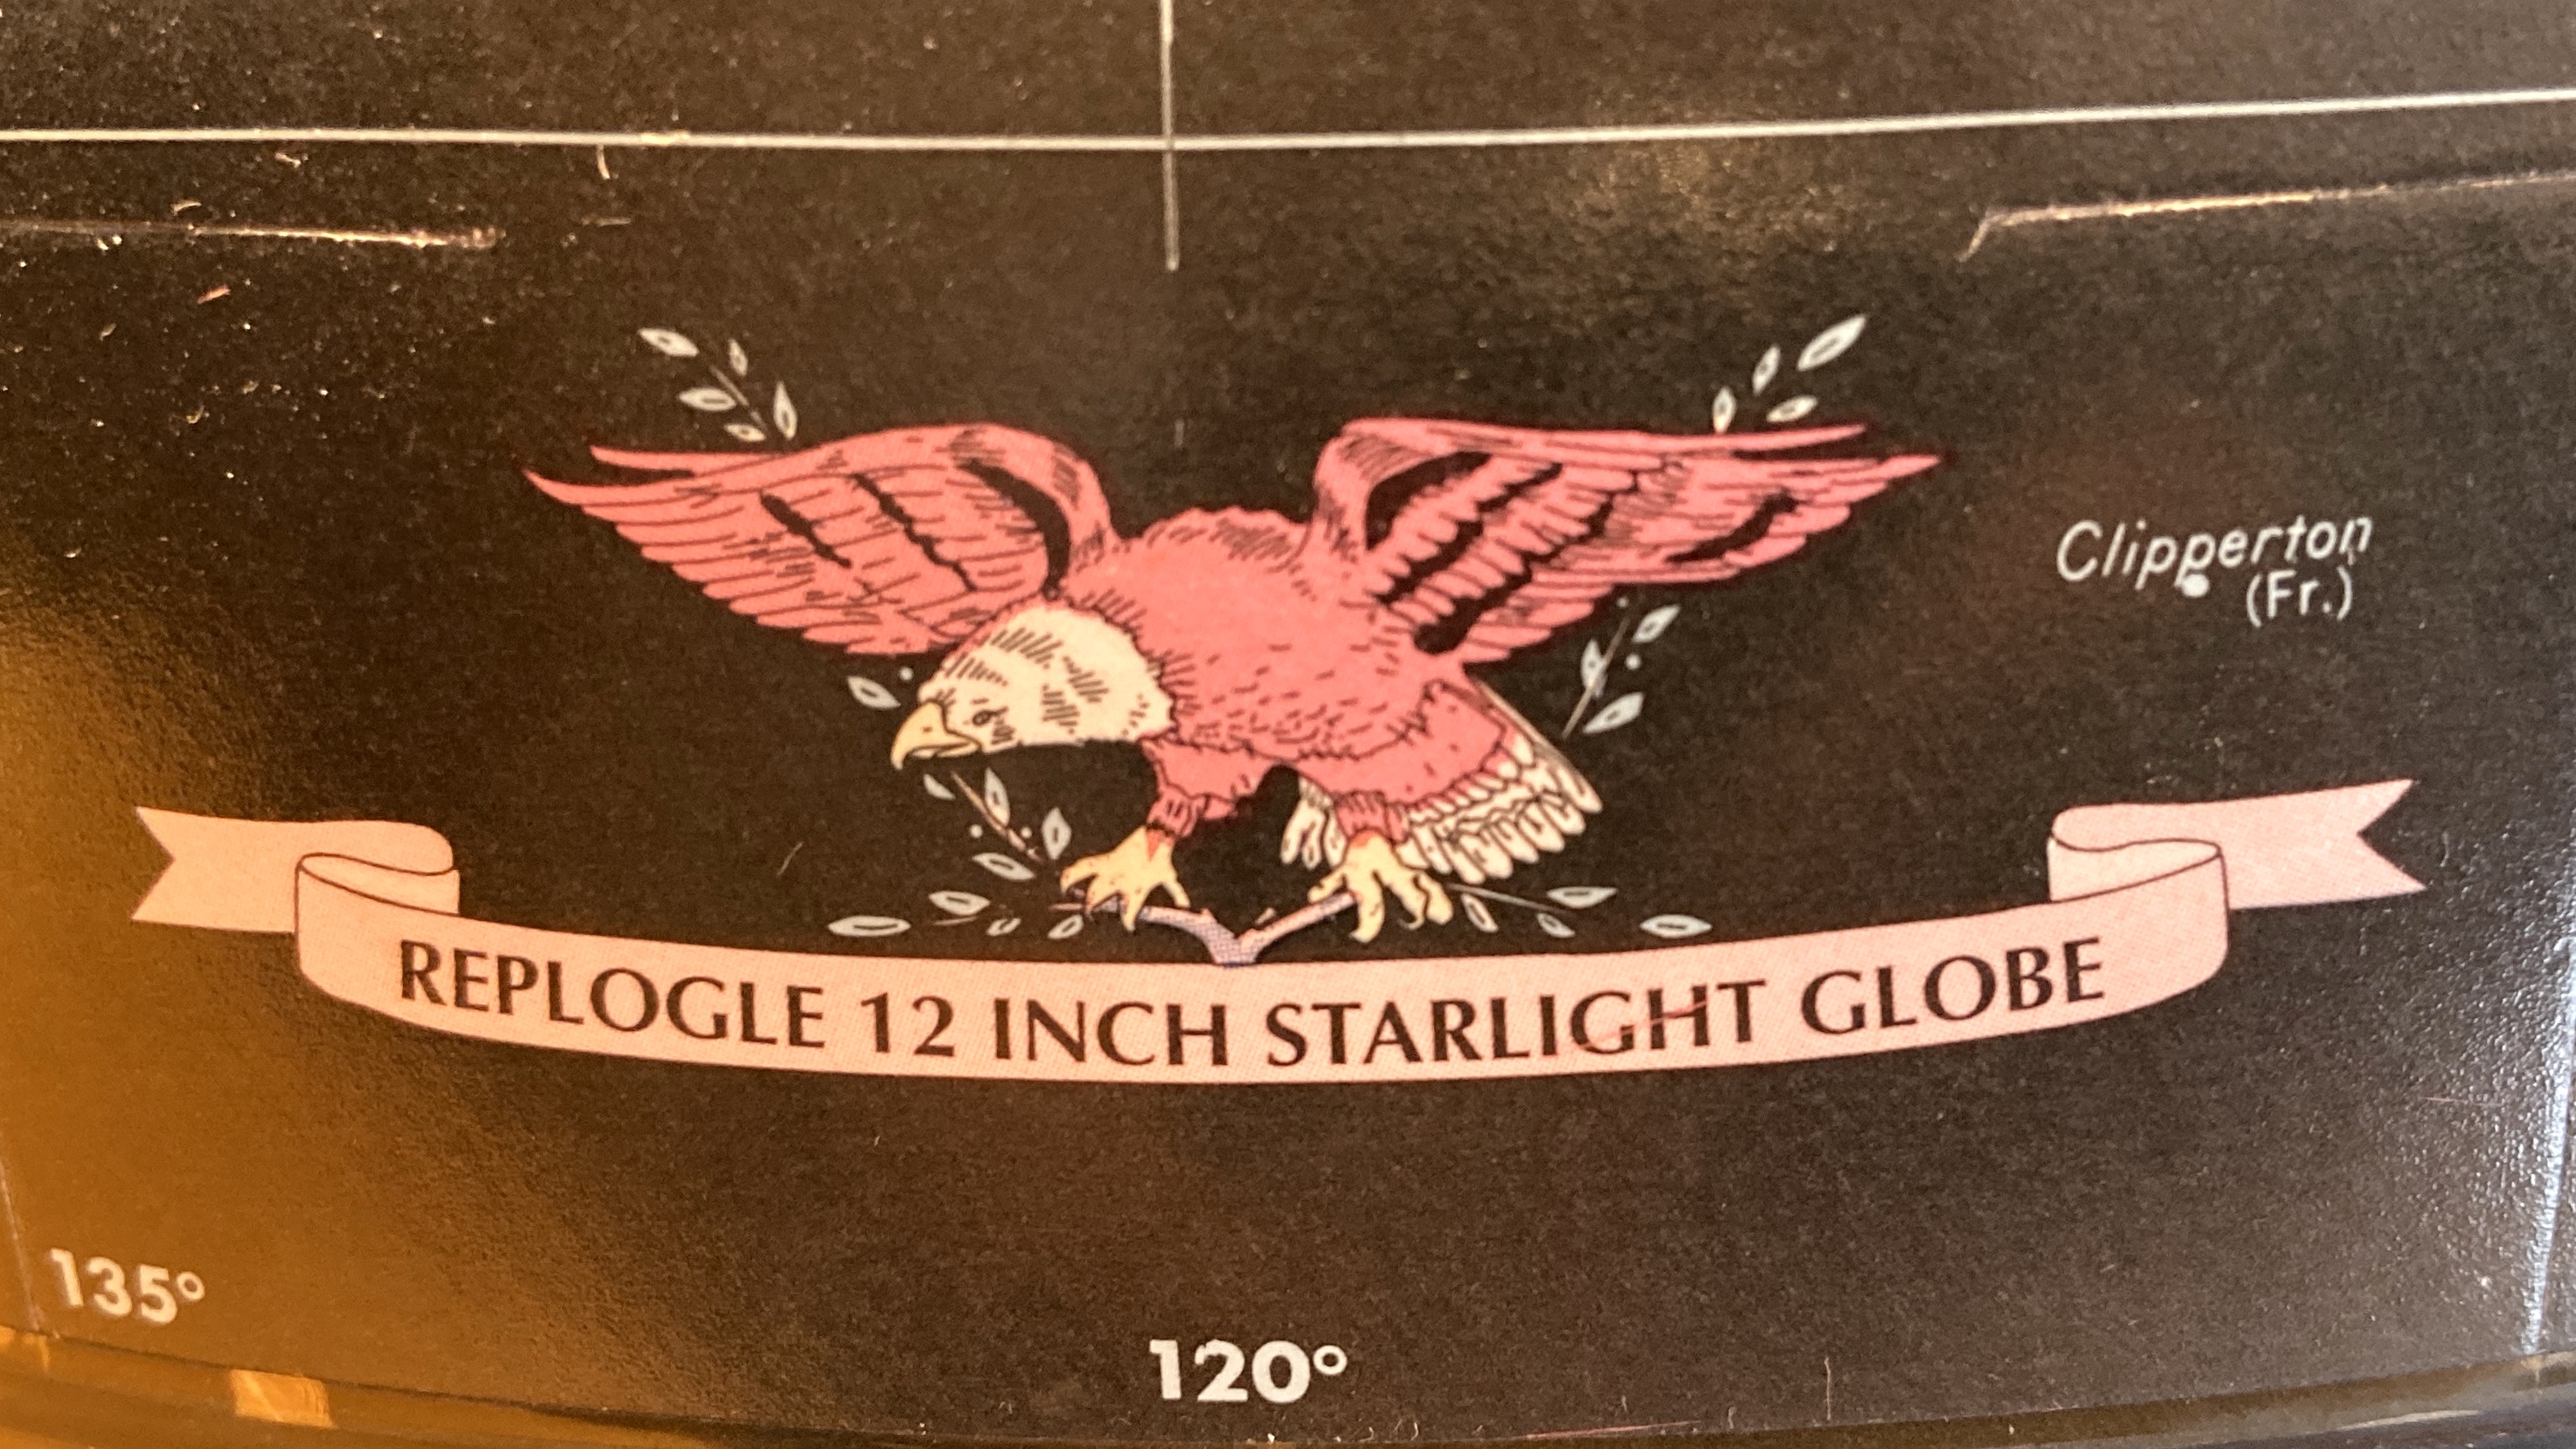 Clipperton
(Fr.)
REPLOGLE 12 INCH STARLIGHT GLOBE
135°
120°